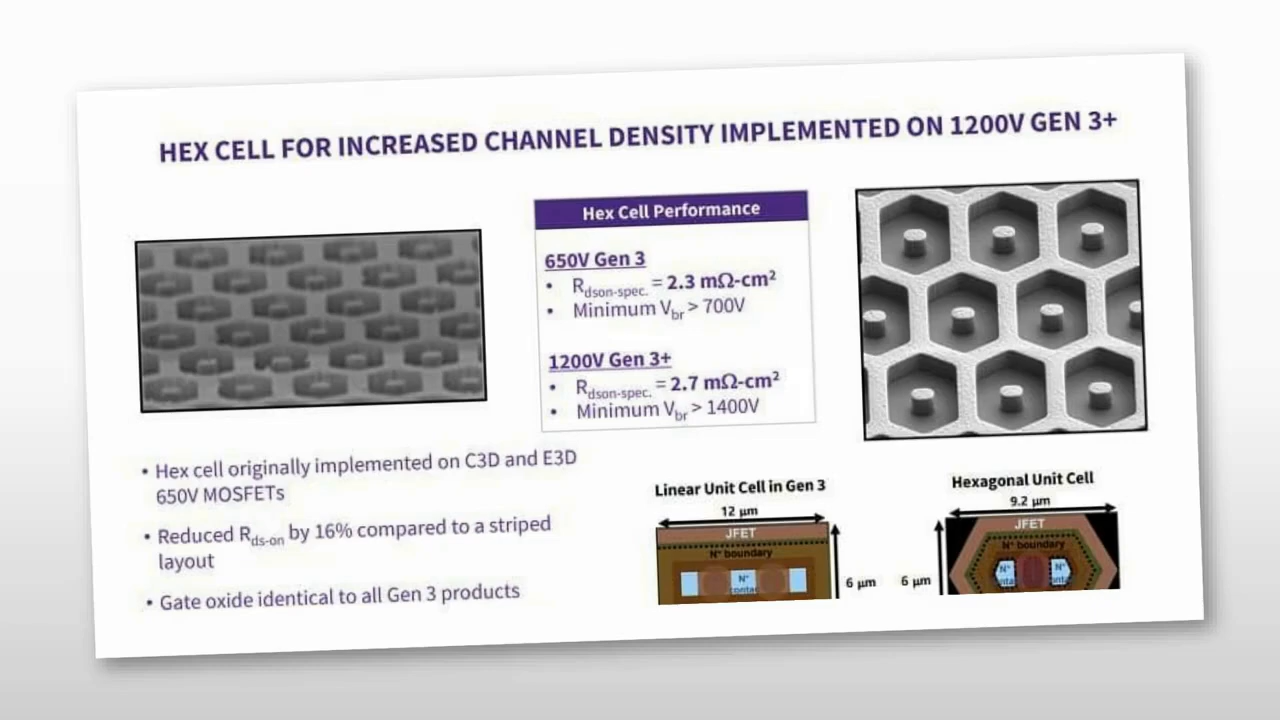 HEX CELL FOR INCREASED CHANNEL DENSITY IMPLEMENTED ON 1200V GEN 3+
Hex Cell Performance
650V Gen 3
• Rdson-spec. = 2.3 mΩ-cm²
• Minimum Vbr > 700V
1200V Gen 3+
• Rdson-spec. = 2.7 mΩ-cm²
• Minimum Vbr > 1400V
• Hex cell originally implemented on C3D and E3D
650V MOSFETs
• Reduced Rds-on by 16% compared to a striped
layout
• Gate oxide identical to all Gen 3 products
Linear Unit Cell in Gen 3
12 µm
JFET
N⁺ boundary
N⁺
6 µm
Hexagonal Unit Cell
9.2 µm
JFET
N⁺ boundary
N⁺
N⁺
6 µm